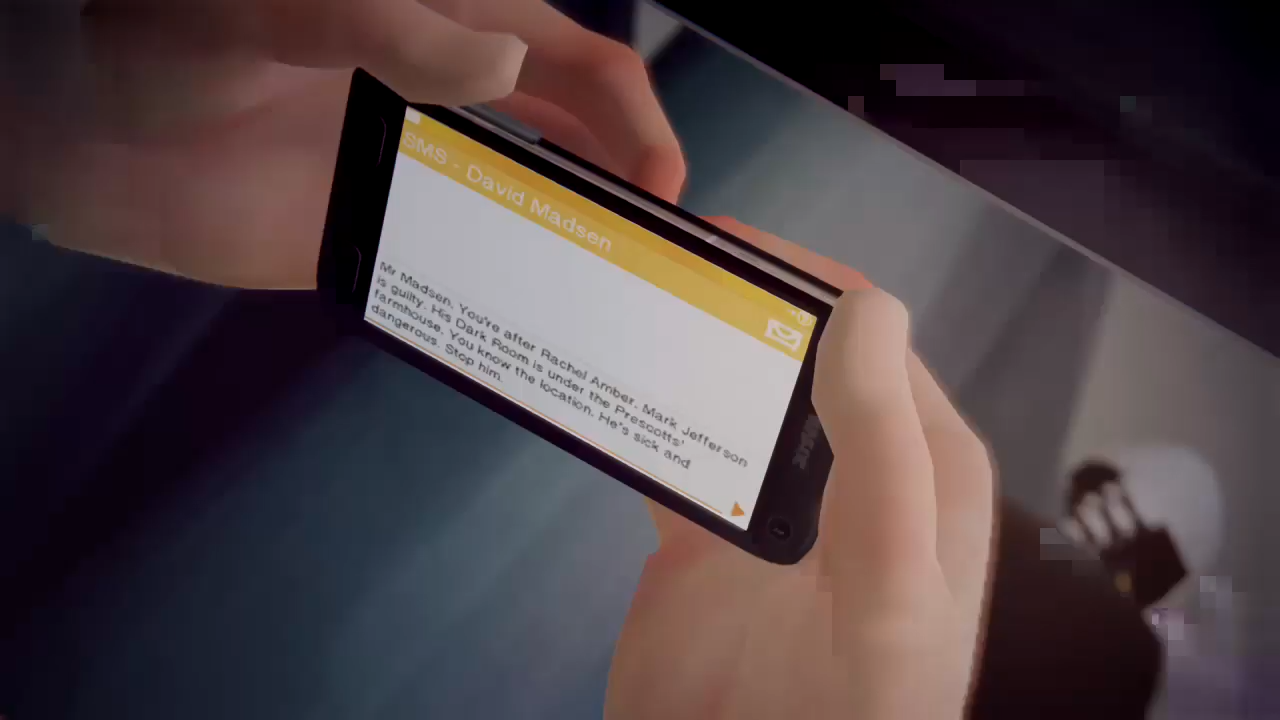 SMS - David Madsen
Mr Madsen. You're after Rachel Amber. Mark Jefferson
is guilty. His Dark Room is under the Prescotts'
farmhouse. You know the location. He's sick and
dangerous. Stop him.